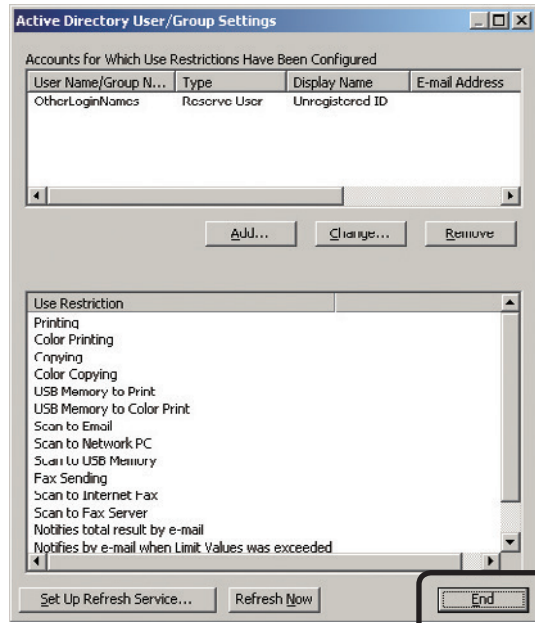 Active Directory User/Group Settings
Accounts for Which Use Restrictions Have Been Configured
User Name/Group N... Type Display Name E-mail Address
OtherLoginNames Reserve User Unregistered ID
Add... Change... Remove
Use Restriction
Printing
Color Printing
Copying
Color Copying
USB Memory to Print
USB Memory to Color Print
Scan to Email
Scan to Network PC
Scan to USB Memory
Fax Sending
Scan to Internet Fax
Scan to Fax Server
Notifies total result by e-mail
Notifies by e-mail when Limit Values was exceeded
Set Up Refresh Service... Refresh Now End